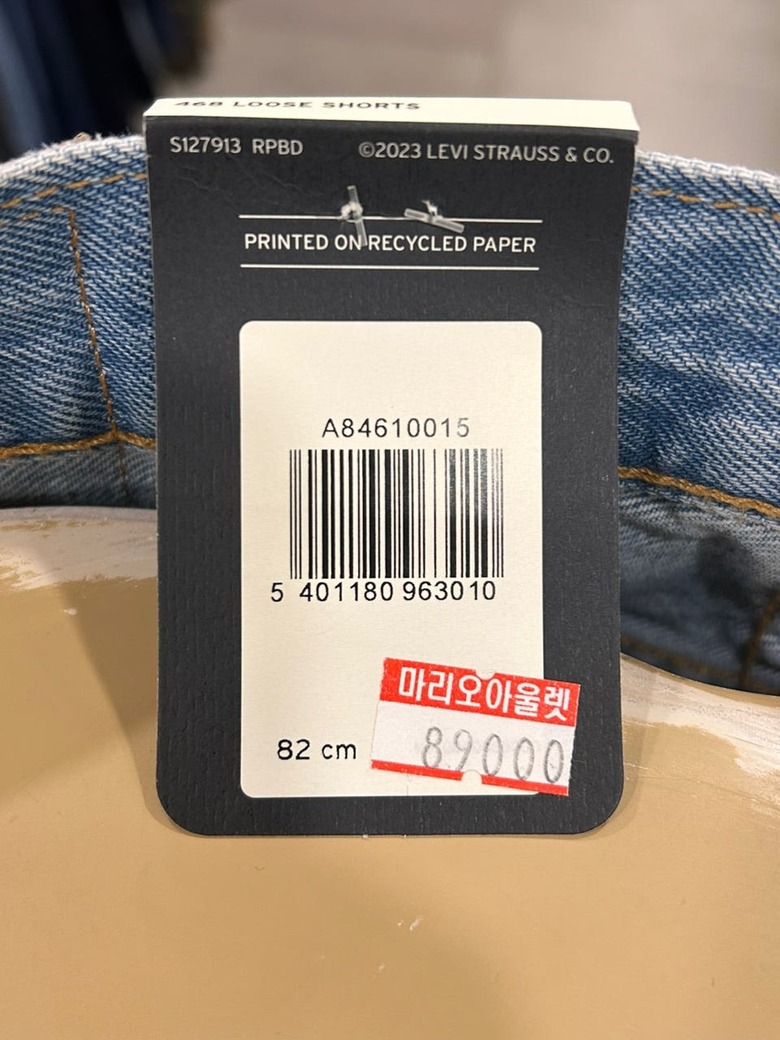 468 LOOSE SHORTS
S127913 RPBD ©2023 LEVI STRAUSS & CO.
PRINTED ON RECYCLED PAPER
A84610015
5 401180 963010
마리오아울렛
82 cm 89000